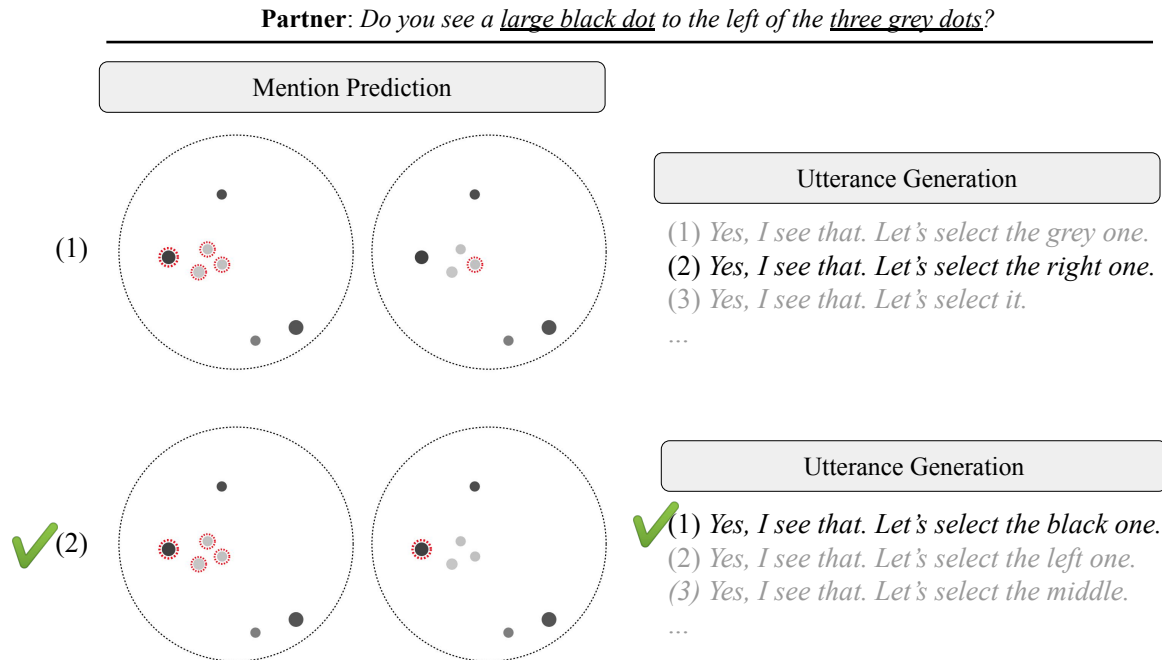 Partner: Do you see a large black dot to the left of the three grey dots?
Mention Prediction
(1)
Utterance Generation
(1) Yes, I see that. Let's select the grey one.
(2) Yes, I see that. Let's select the right one.
(3) Yes, I see that. Let's select it.
...
(2)
Utterance Generation
(1) Yes, I see that. Let's select the black one.
(2) Yes, I see that. Let's select the left one.
(3) Yes, I see that. Let's select the middle.
...